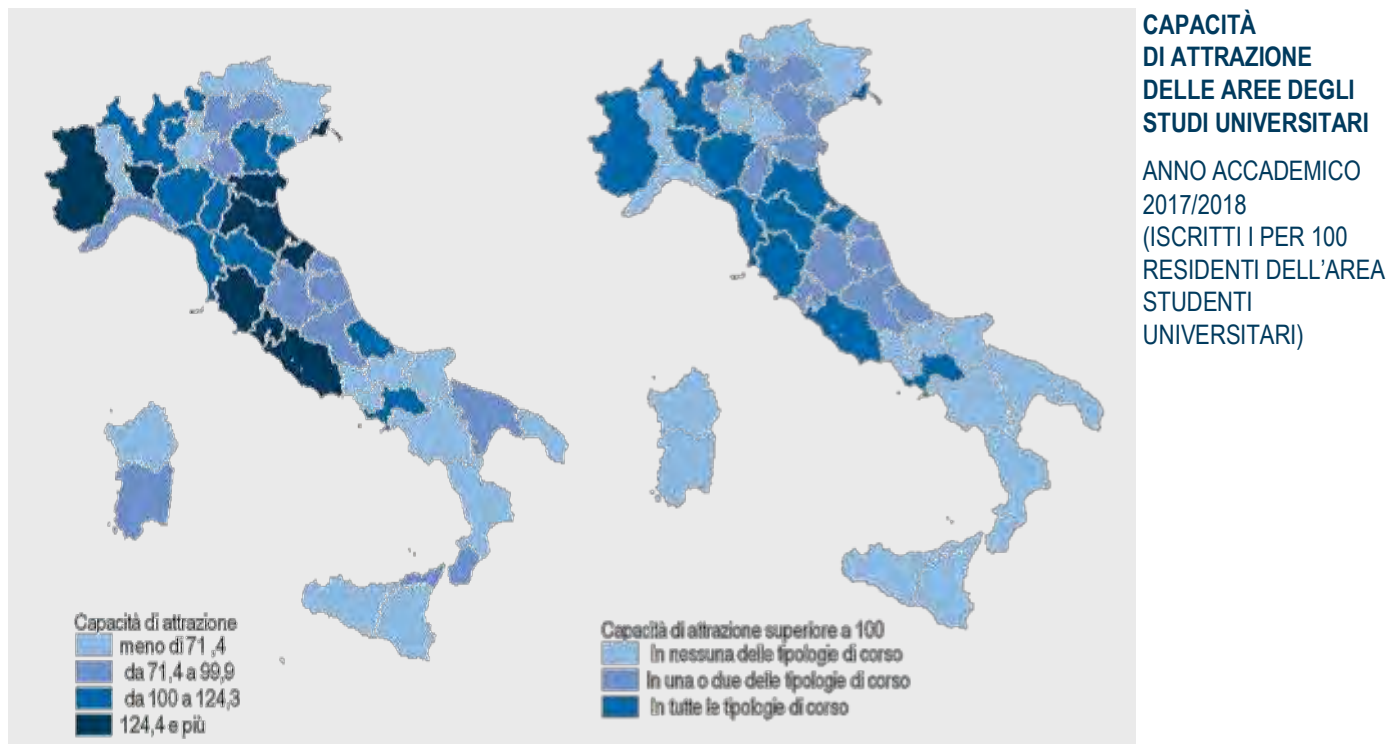 CAPACITÀ
DI ATTRAZIONE
DELLE AREE DEGLI
STUDI UNIVERSITARI
ANNO ACCADEMICO
2017/2018
(ISCRITTI I PER 100
RESIDENTI DELL'AREA
STUDENTI
UNIVERSITARI)
Capacità di attrazione
meno di 71 ,4
da 71,4 a 99,9
da 100 a 124,3
124,4 e più
Capacità di attrazione superiore a 100
In nessuna delle tipologie di corso
In una o due delle tipologie di corso
In tutte le tipologie di corso